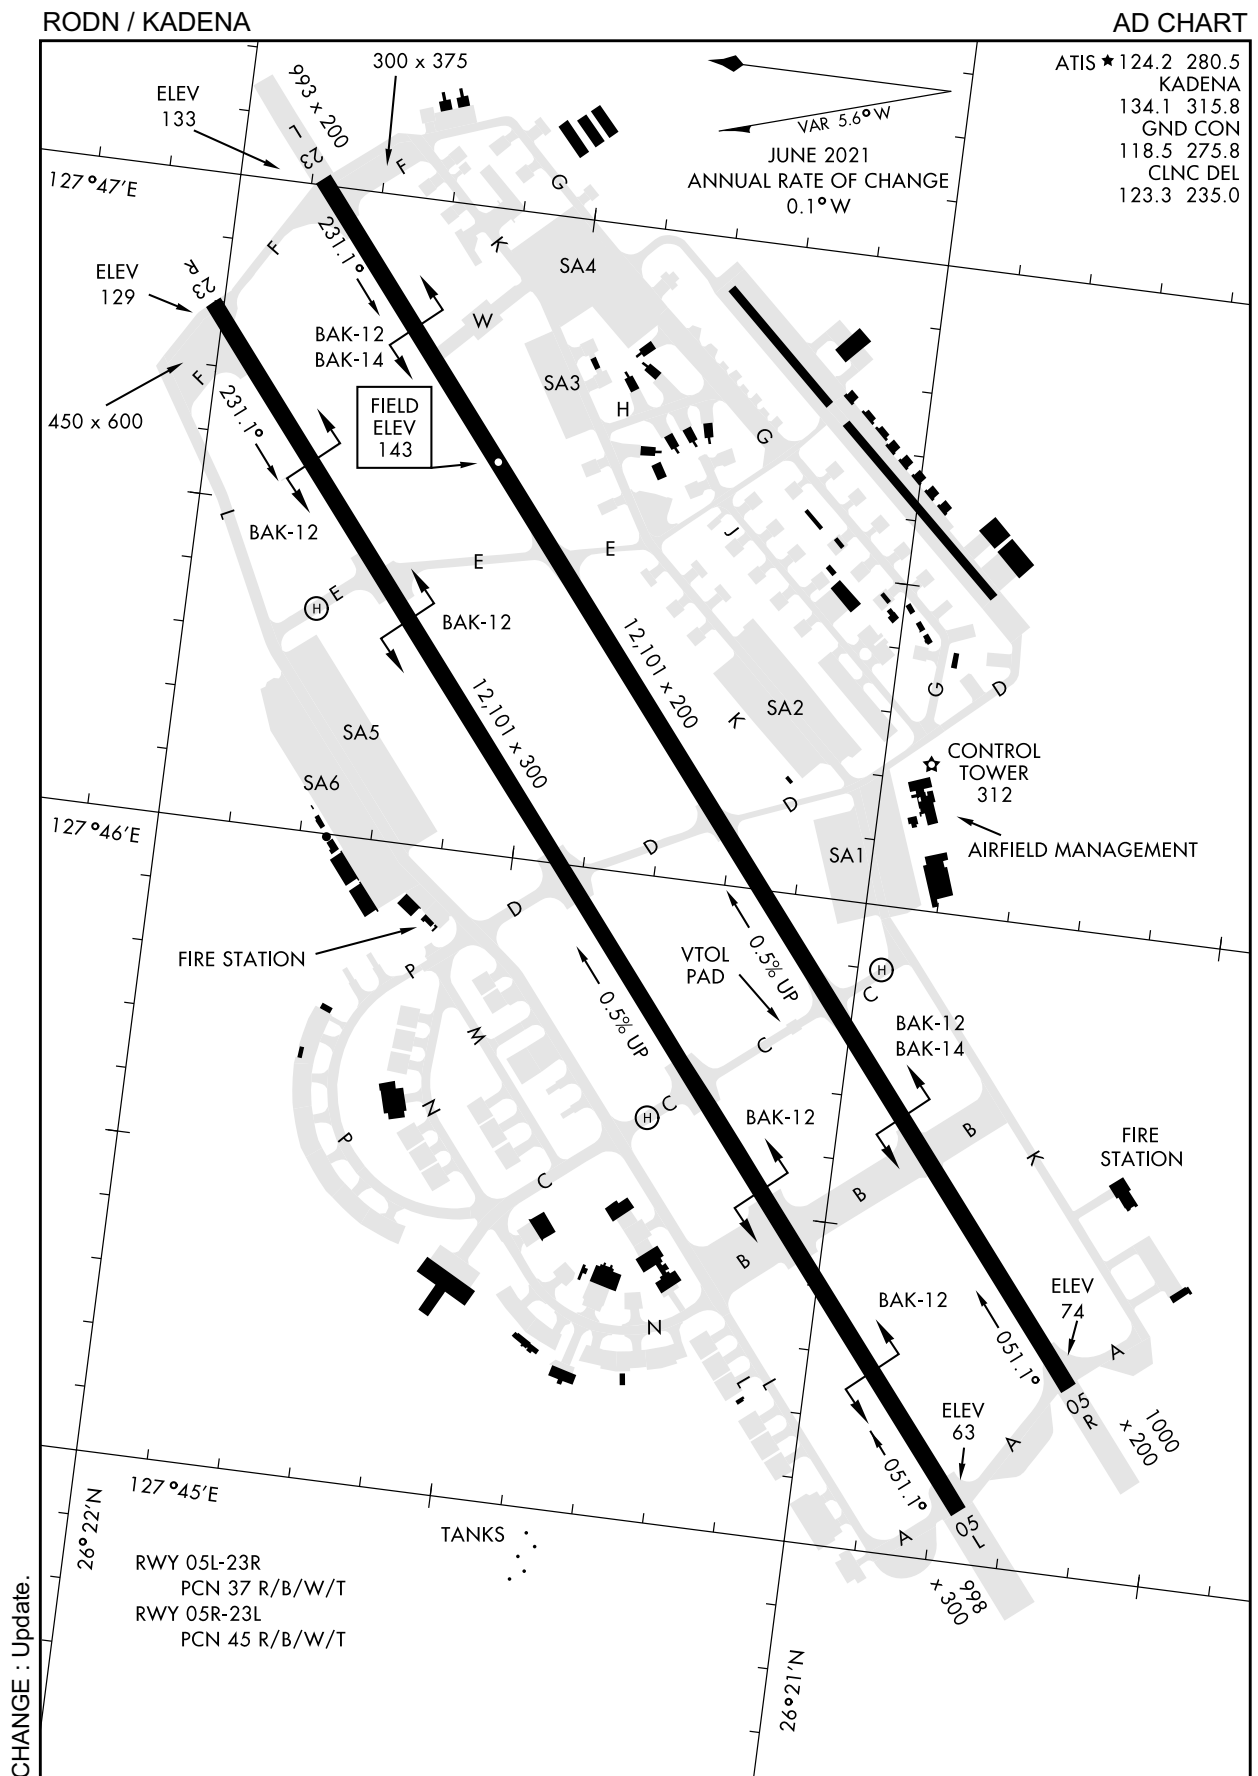 RODN / KADENA
AD CHART
ATIS ★ 124.2 280.5
KADENA
134.1 315.8
GND CON
118.5 275.8
CLNC DEL
123.3 235.0
VAR 5.6°W
JUNE 2021
ANNUAL RATE OF CHANGE
0.1°W
300 x 375
993 x 200
ELEV
133
23
L
127°47'E
F
F
G
K
SA4
W
231.1°
ELEV
129
23
R
F
450 x 600
231.1°
BAK-12
BAK-14
FIELD
ELEV
143
SA3
H
G
J
BAK-12
L
E
E
E
H
BAK-12
12,101 x 200
12,101 x 300
K
SA2
G
D
SA5
SA6
CONTROL
TOWER
312
AIRFIELD MANAGEMENT
127°46'E
D
D
SA1
D
FIRE STATION
P
M
N
P
C
0.5% UP
0.5% UP
VTOL
PAD
H
C
C
H
C
BAK-12
BAK-14
BAK-12
B
B
B
K
FIRE
STATION
N
L
L
BAK-12
ELEV
74
051.1°
A
05
R
1000
x 200
ELEV
63
A
051.1°
A
05
L
998
x 300
127°45'E
26°22'N
TANKS
RWY 05L-23R
PCN 37 R/B/W/T
RWY 05R-23L
PCN 45 R/B/W/T
26°21'N
CHANGE : Update.